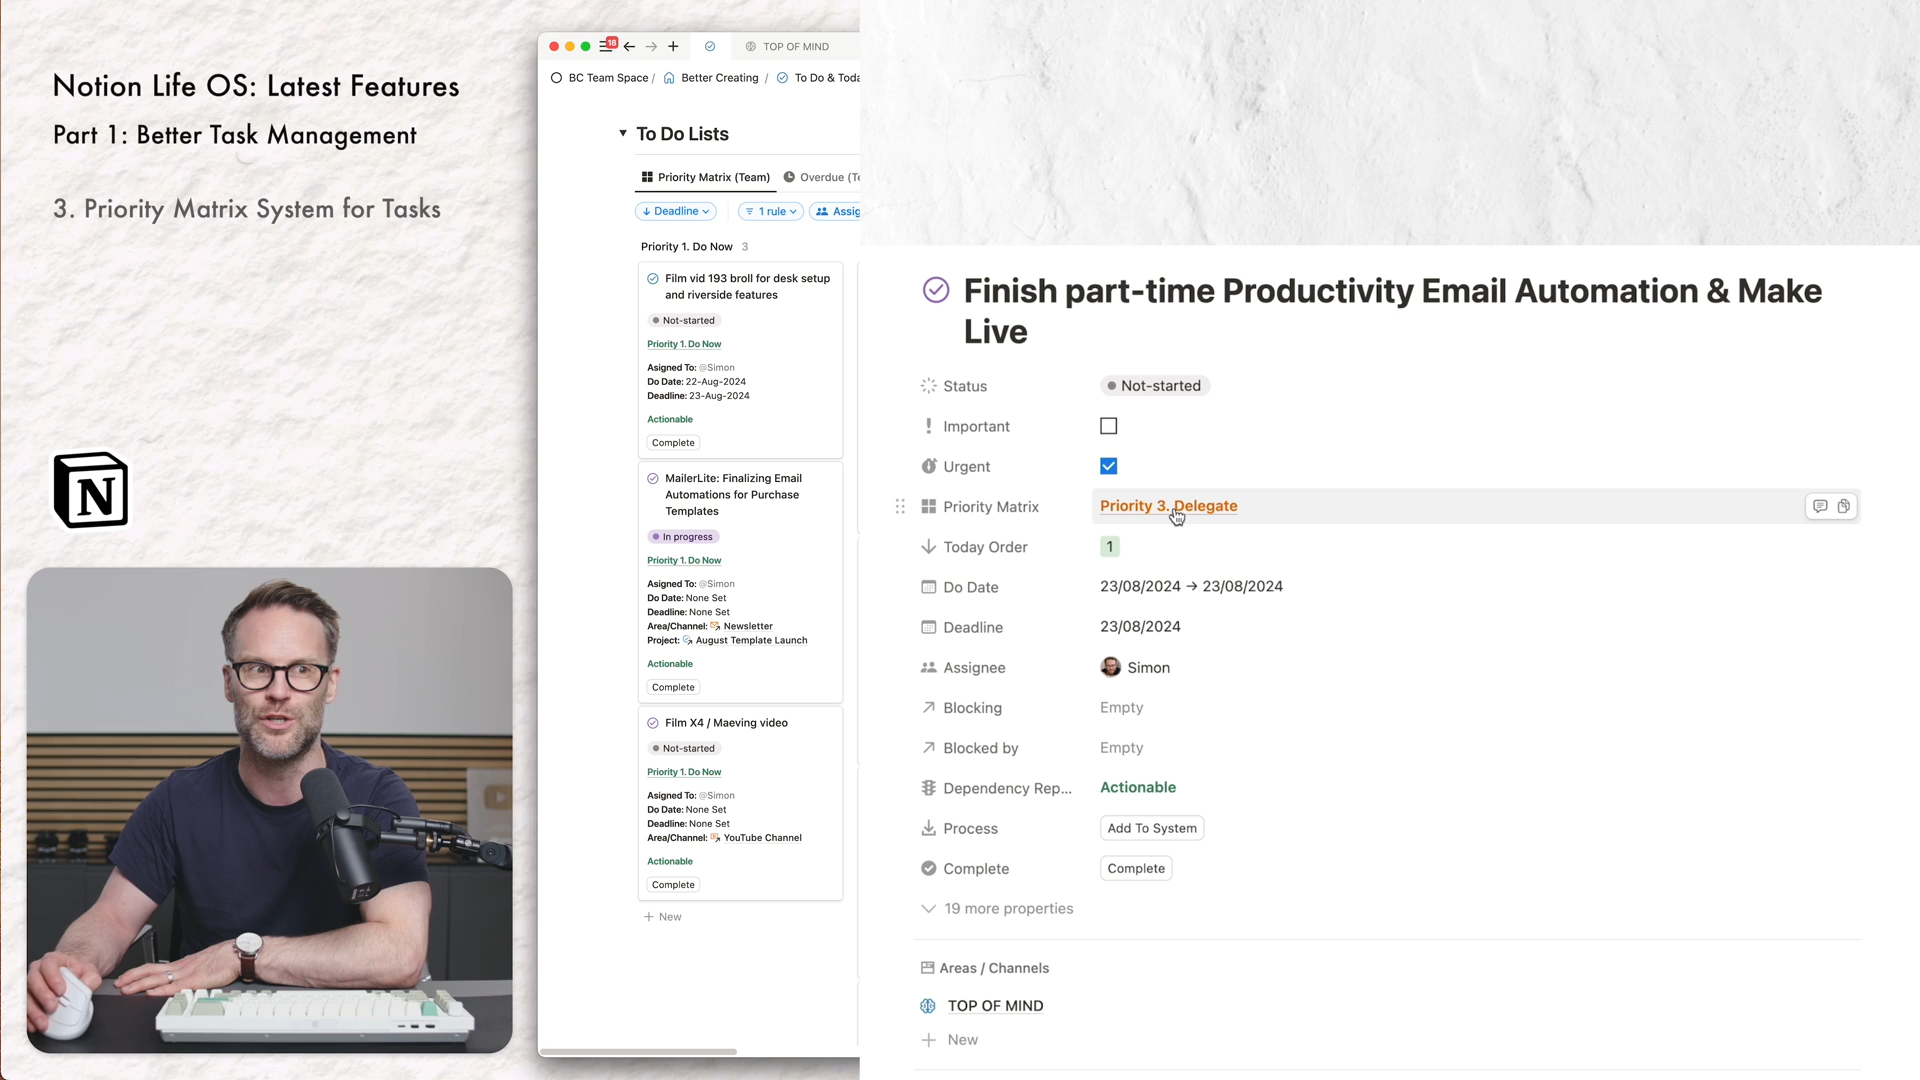 Notion Life OS: Latest Features
Part 1: Better Task Management
3. Priority Matrix System for Tasks
N
18
TOP OF MIND
BC Team Space /
Better Creating /
To Do & Toda
To Do Lists
Priority Matrix (Team)
Overdue (Te
Deadline
1 rule
Assig
Priority 1. Do Now 3
Film vid 193 broll for desk setup
and riverside features
Not-started
Priority 1. Do Now
Asigned To: @Simon
Do Date: 22-Aug-2024
Deadline: 23-Aug-2024
Actionable
Complete
MailerLite: Finalizing Email
Automations for Purchase
Templates
In progress
Priority 1. Do Now
Asigned To: @Simon
Do Date: None Set
Deadline: None Set
Area/Channel: Newsletter
Project: August Template Launch
Actionable
Complete
Film X4 / Maeving video
Not-started
Priority 1. Do Now
Asigned To: @Simon
Do Date: None Set
Deadline: None Set
Area/Channel: YouTube Channel
Actionable
Complete
+ New
Finish part-time Productivity Email Automation & Make
Live
Status Not-started
Important
Urgent
Priority Matrix Priority 3. Delegate
Today Order 1
Do Date 23/08/2024 → 23/08/2024
Deadline 23/08/2024
Assignee Simon
Blocking Empty
Blocked by Empty
Dependency Rep... Actionable
Process Add To System
Complete Complete
19 more properties
Areas / Channels
TOP OF MIND
+ New